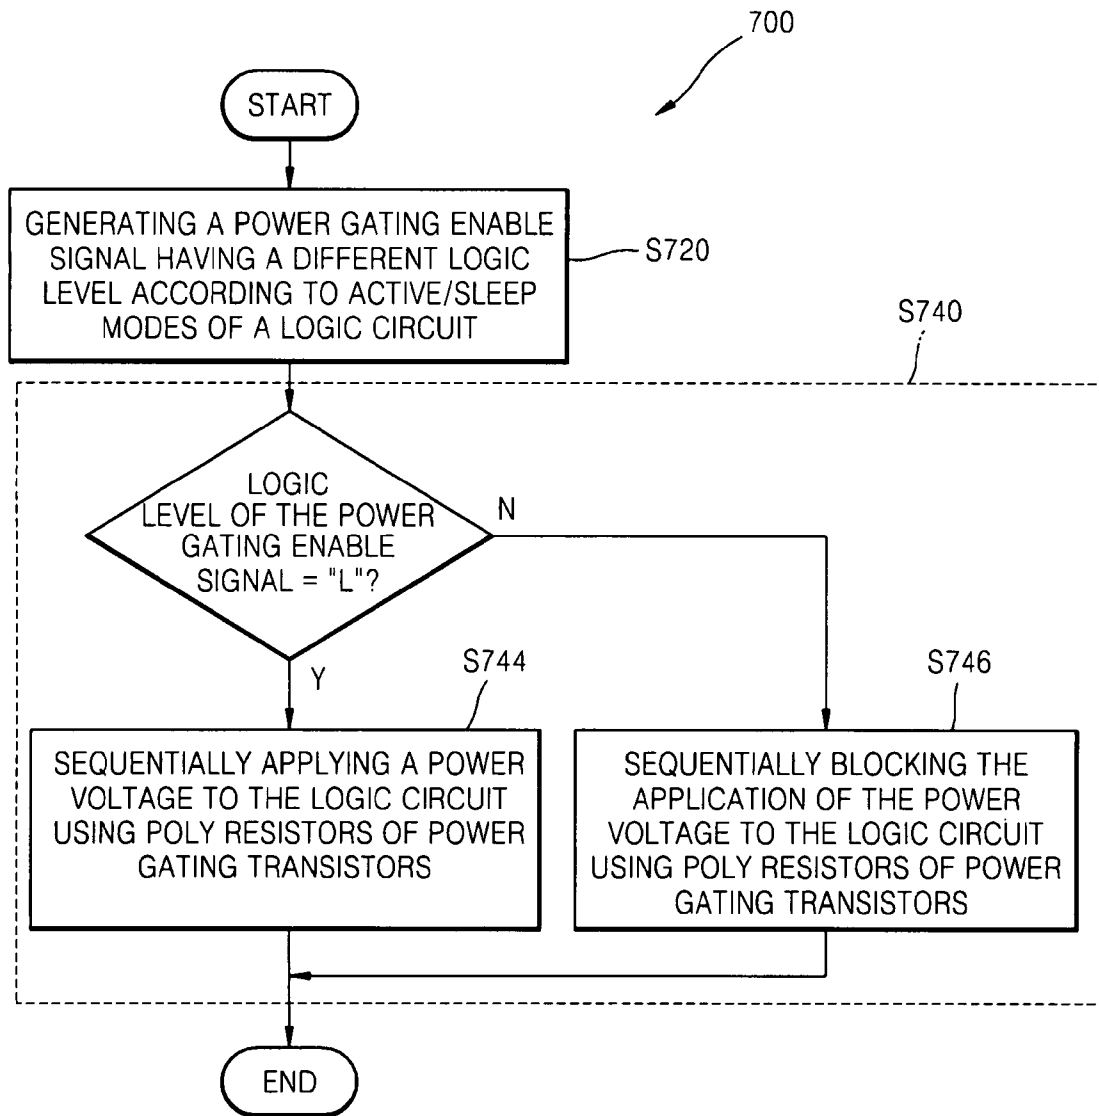 700
START
GENERATING A POWER GATING ENABLE
SIGNAL HAVING A DIFFERENT LOGIC
LEVEL ACCORDING TO ACTIVE/SLEEP
MODES OF A LOGIC CIRCUIT
S720
S740
LOGIC
LEVEL OF THE POWER
GATING ENABLE
SIGNAL = "L"?
N
Y
S744
SEQUENTIALLY APPLYING A POWER
VOLTAGE TO THE LOGIC CIRCUIT
USING POLY RESISTORS OF POWER
GATING TRANSISTORS
S746
SEQUENTIALLY BLOCKING THE
APPLICATION OF THE POWER
VOLTAGE TO THE LOGIC CIRCUIT
USING POLY RESISTORS OF POWER
GATING TRANSISTORS
END